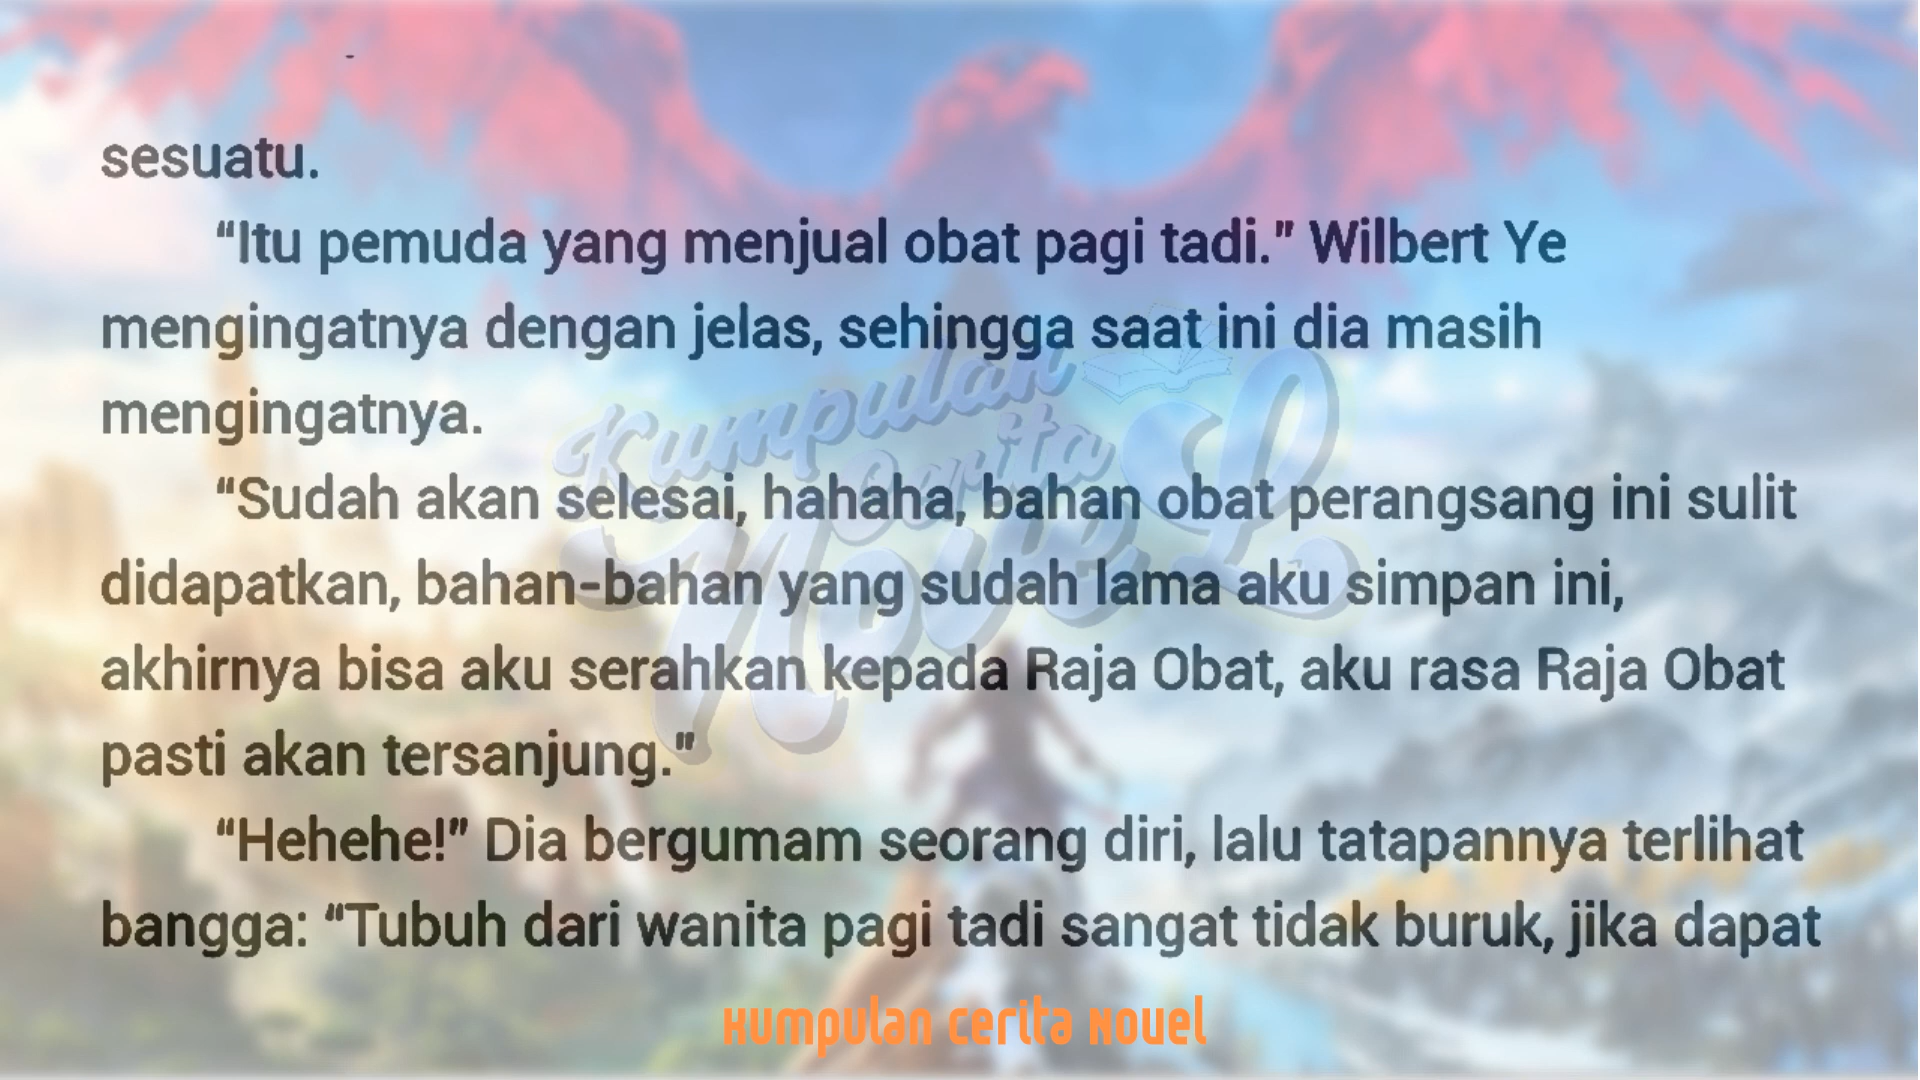 sesuatu.
“Itu pemuda yang menjual obat pagi tadi.” Wilbert Ye
mengingatnya dengan jelas, sehingga saat ini dia masih
mengingatnya.
“Sudah akan selesai, hahaha, bahan obat perangsang ini sulit
didapatkan, bahan-bahan yang sudah lama aku simpan ini,
akhirnya bisa aku serahkan kepada Raja Obat, aku rasa Raja Obat
pasti akan tersanjung.”
“Hehehe!” Dia bergumam seorang diri, lalu tatapannya terlihat
bangga: “Tubuh dari wanita pagi tadi sangat tidak buruk, jika dapat
Kumpulan
Cerita
NoveL
Kumpulan Cerita Novel